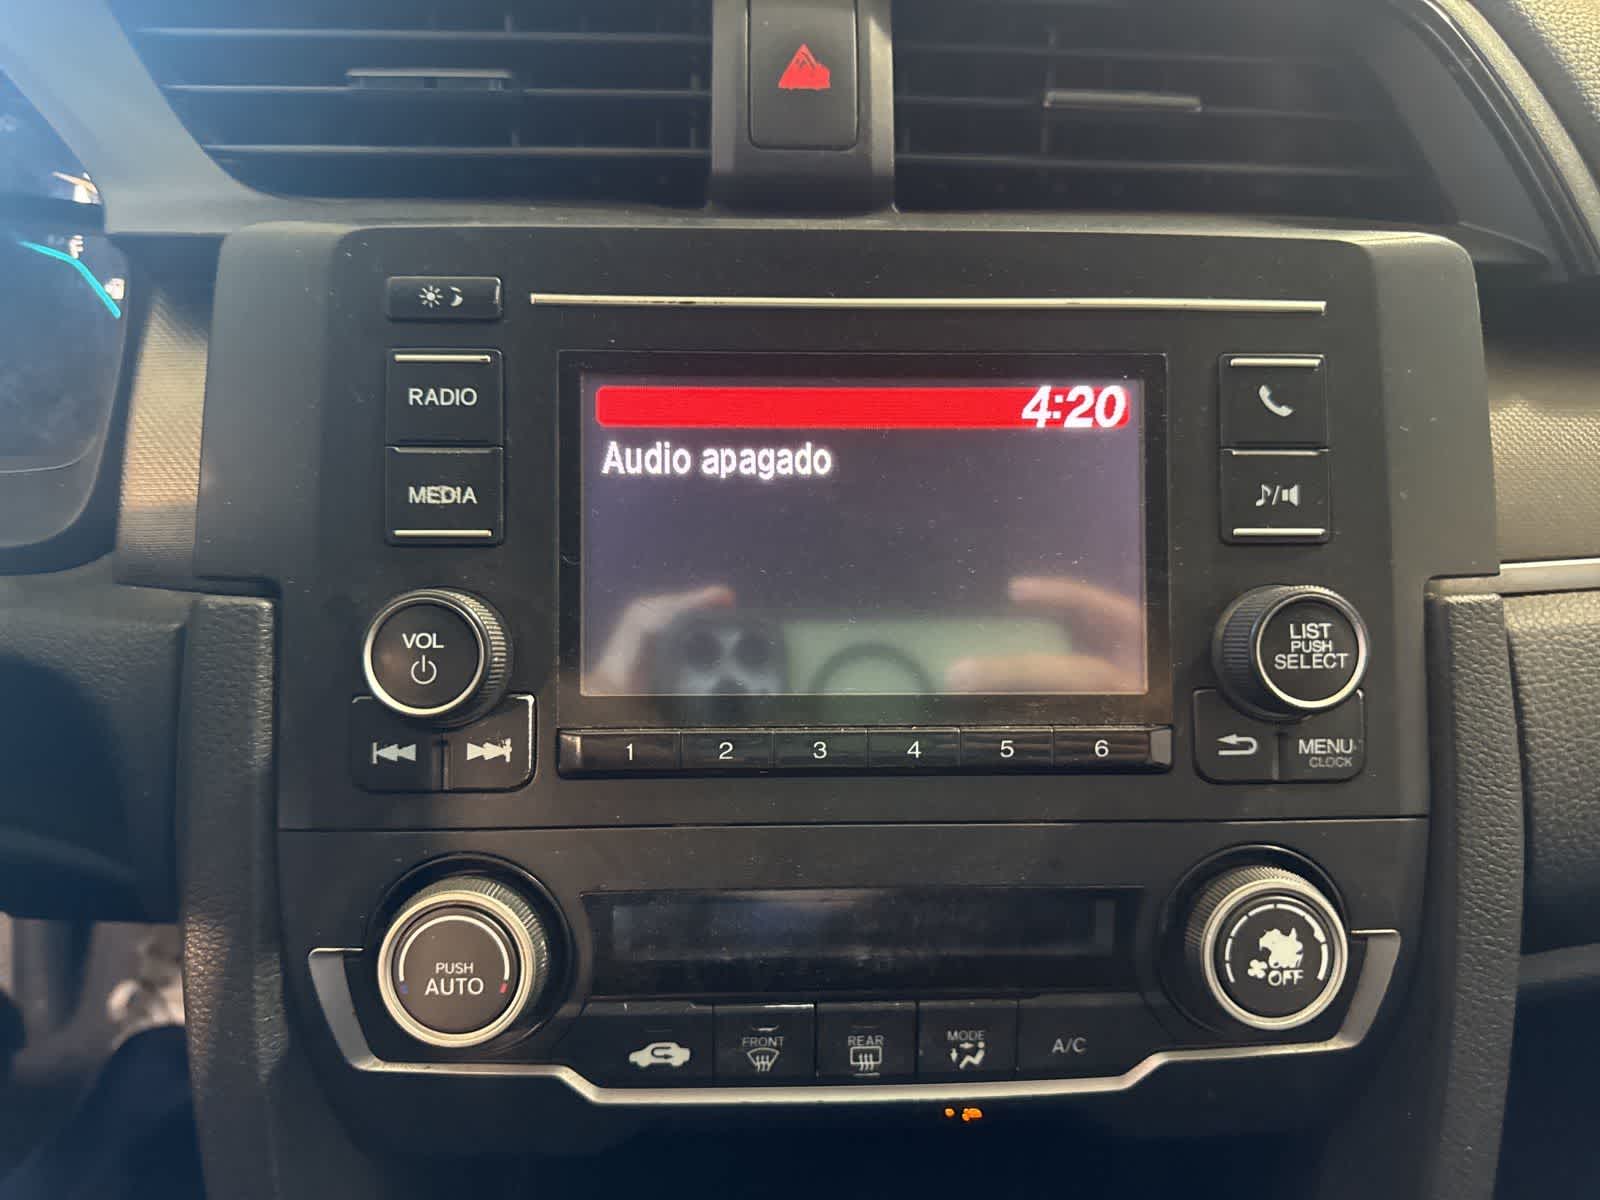 RADIO
4:20
Audio apagado
MEDIA
VOL
LIST
PUSH
SELECT
1 2 3 4 5 6
MENU
CLOCK
PUSH
AUTO
OFF
FRONT
REAR
MODE
A/C